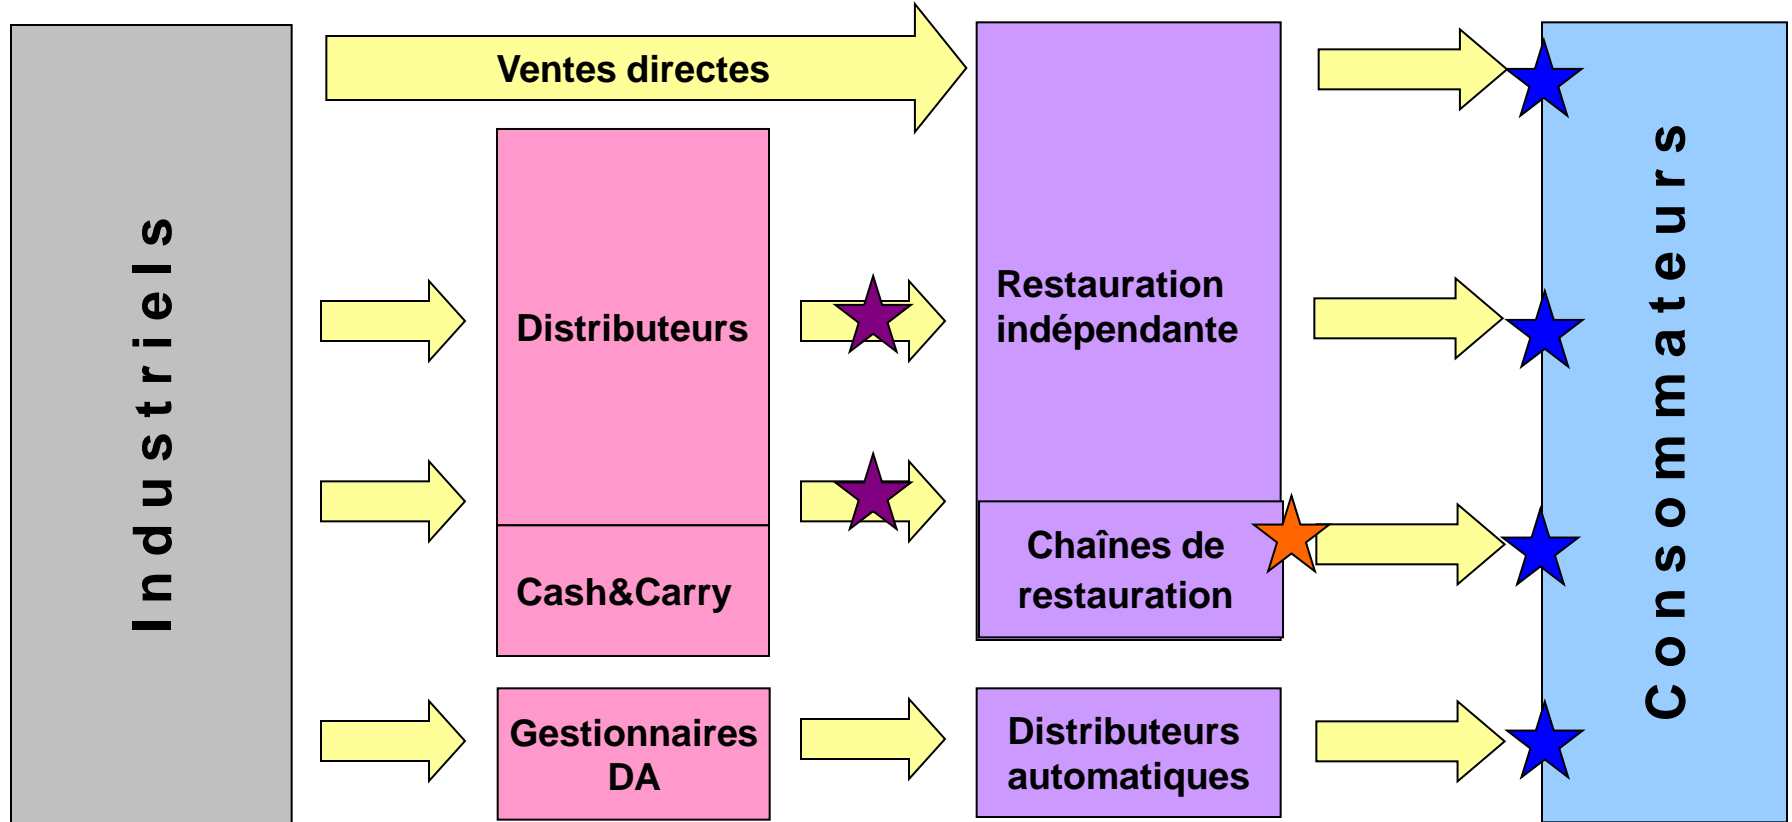 Industriels
Ventes directes
Distributeurs
Cash&Carry
Gestionnaires
DA
Restauration
indépendante
Chaînes de
restauration
Distributeurs
automatiques
Consommateurs